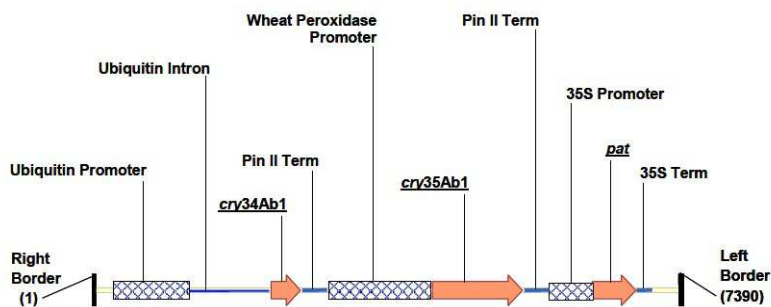 Wheat Peroxidase
Promoter
Pin II Term
Ubiquitin Intron
35S Promoter
Ubiquitin Promoter
Pin II Term
cry34Ab1
cry35Ab1
pat
35S Term
Right
Border
(1)
Left
Border
(7390)